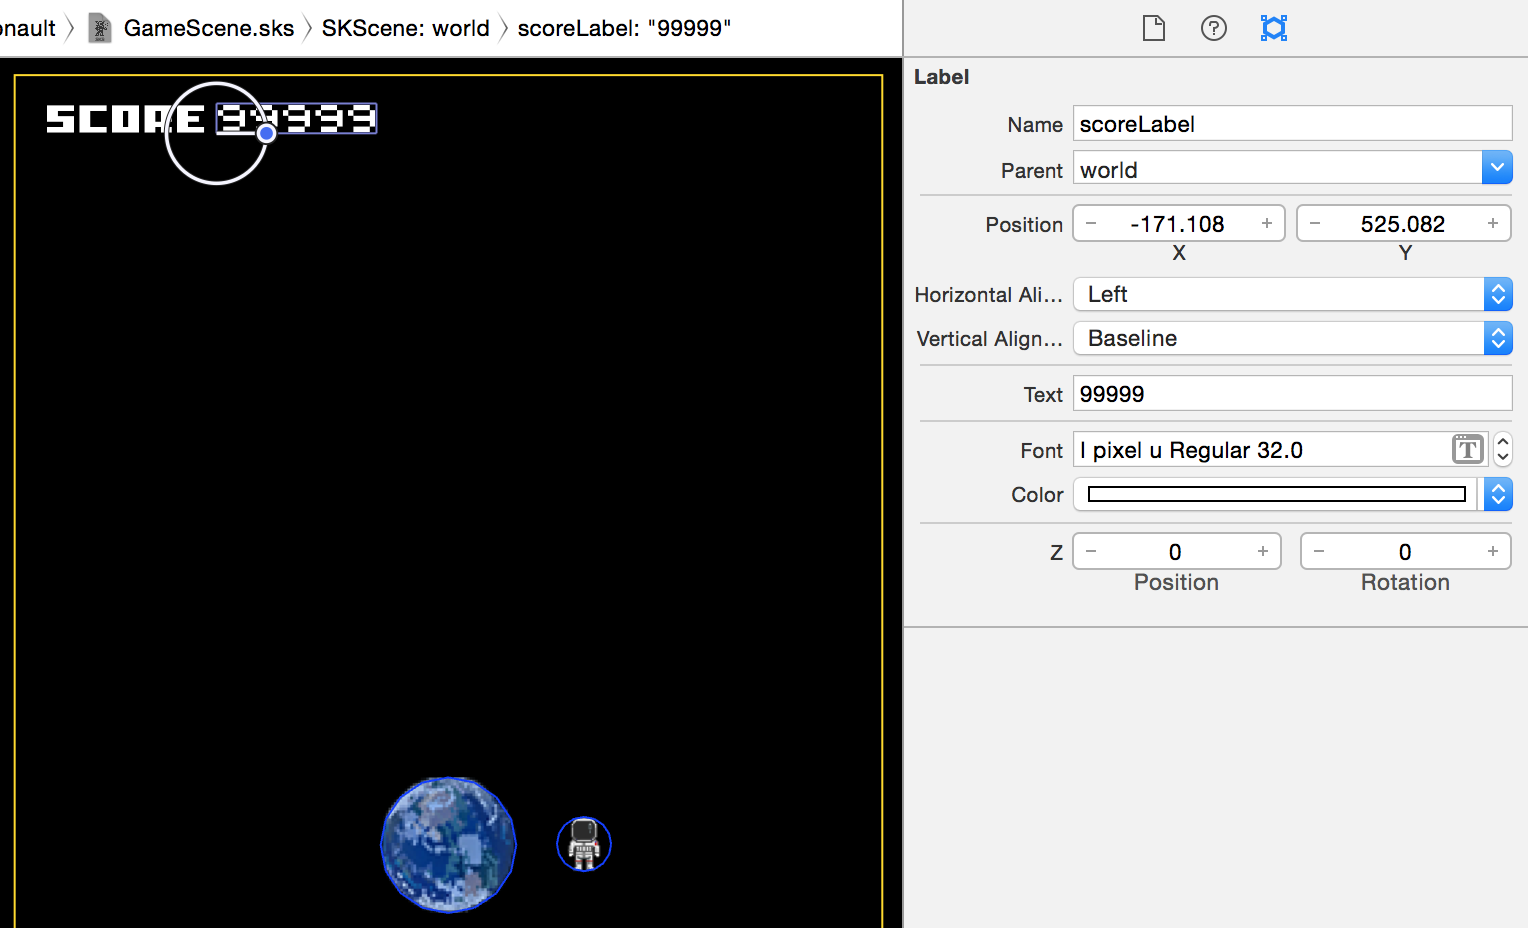 onault GameScene.sks SKScene: world scoreLabel: "99999"
SCORE 99999
Label
Name scoreLabel
Parent world
Position − -171.108 + − 525.082 +
X Y
Horizontal Ali... Left
Vertical Align... Baseline
Text 99999
Font I pixel u Regular 32.0 T
Color
Z − 0 + − 0 +
Position Rotation